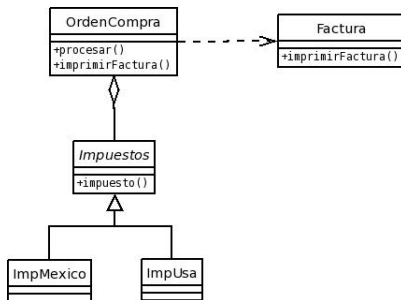 OrdenCompra
+procesar()
+imprimirFactura()
Factura
+imprimirFactura()
Impuestos
+impuesto()
ImpMexico
ImpUsa